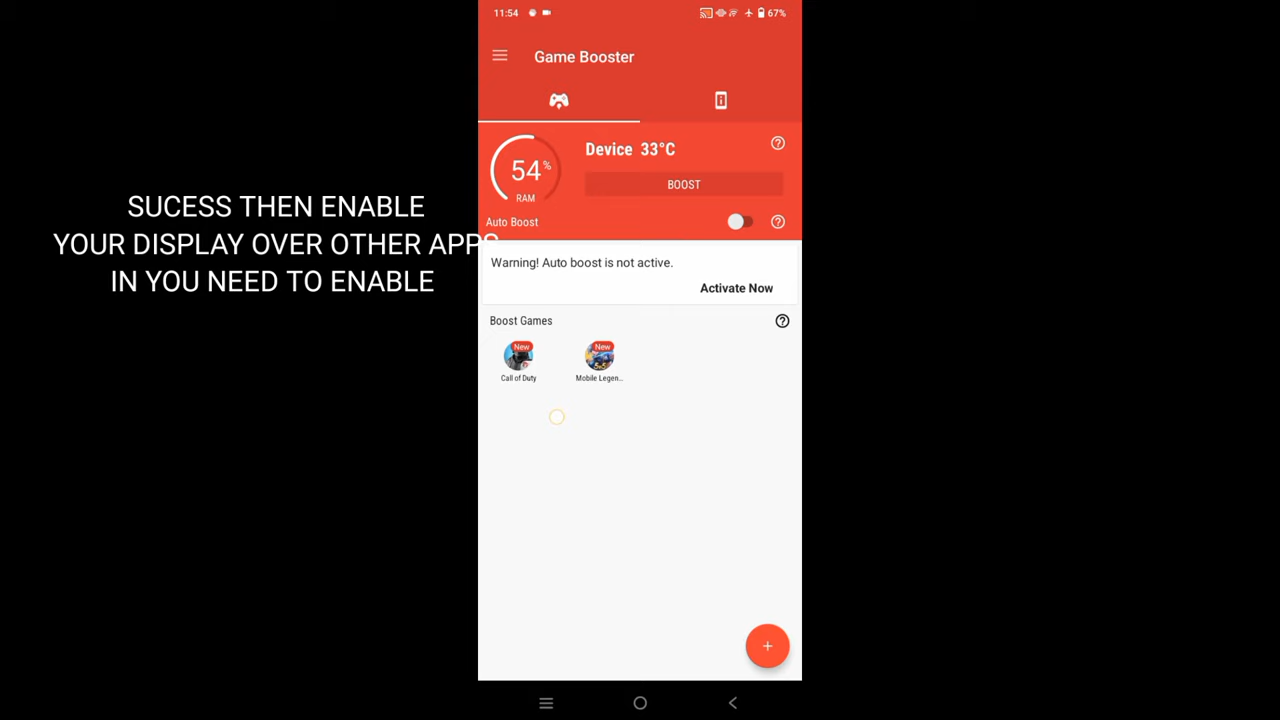 11:54
67%
Game Booster
54%
RAM
Device 33°C
BOOST
Auto Boost
SUCESS THEN ENABLE
YOUR DISPLAY OVER OTHER APPS
IN YOU NEED TO ENABLE
Warning! Auto boost is not active.
Activate Now
Boost Games
New
New
Call of Duty
Mobile Legen...